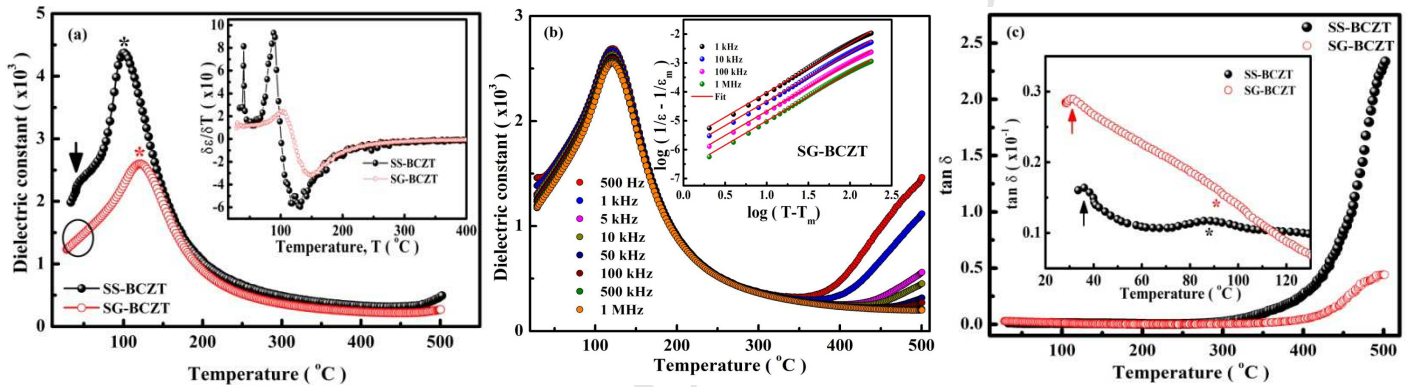 (a)
Dielectric constant ( x10³)
5
4
3
2
1
0
100
200
300
400
500
Temperature ( °C)
*
*
SS-BCZT
SG-BCZT
δε/δT ( x10 )
10
8
6
4
2
0
-2
-4
-6
0
100
200
300
400
Temperature, T ( °C)
SS-BCZT
SG-BCZT
(b)
Dielectric constant ( x10³)
3
2
1
0
100
200
300
400
500
Temperature ( °C)
500 Hz
1 kHz
5 kHz
10 kHz
50 kHz
100 kHz
500 kHz
1 MHz
log ( 1/ε - 1/εm)
-2
-3
-4
-5
-6
-7
0.0
0.5
1.0
1.5
2.0
2.5
log ( T-Tm)
1 kHz
10 kHz
100 kHz
1 MHz
Fit
SG-BCZT
(c)
SS-BCZT
SG-BCZT
tan δ
2.5
2.0
1.5
1.0
0.5
0.0
100
200
300
400
500
Temperature ( °C)
tan δ (x10⁻¹)
0.3
0.2
0.1
20
40
60
80
100
120
Temperature ( °C)
SS-BCZT
SG-BCZT
*
*